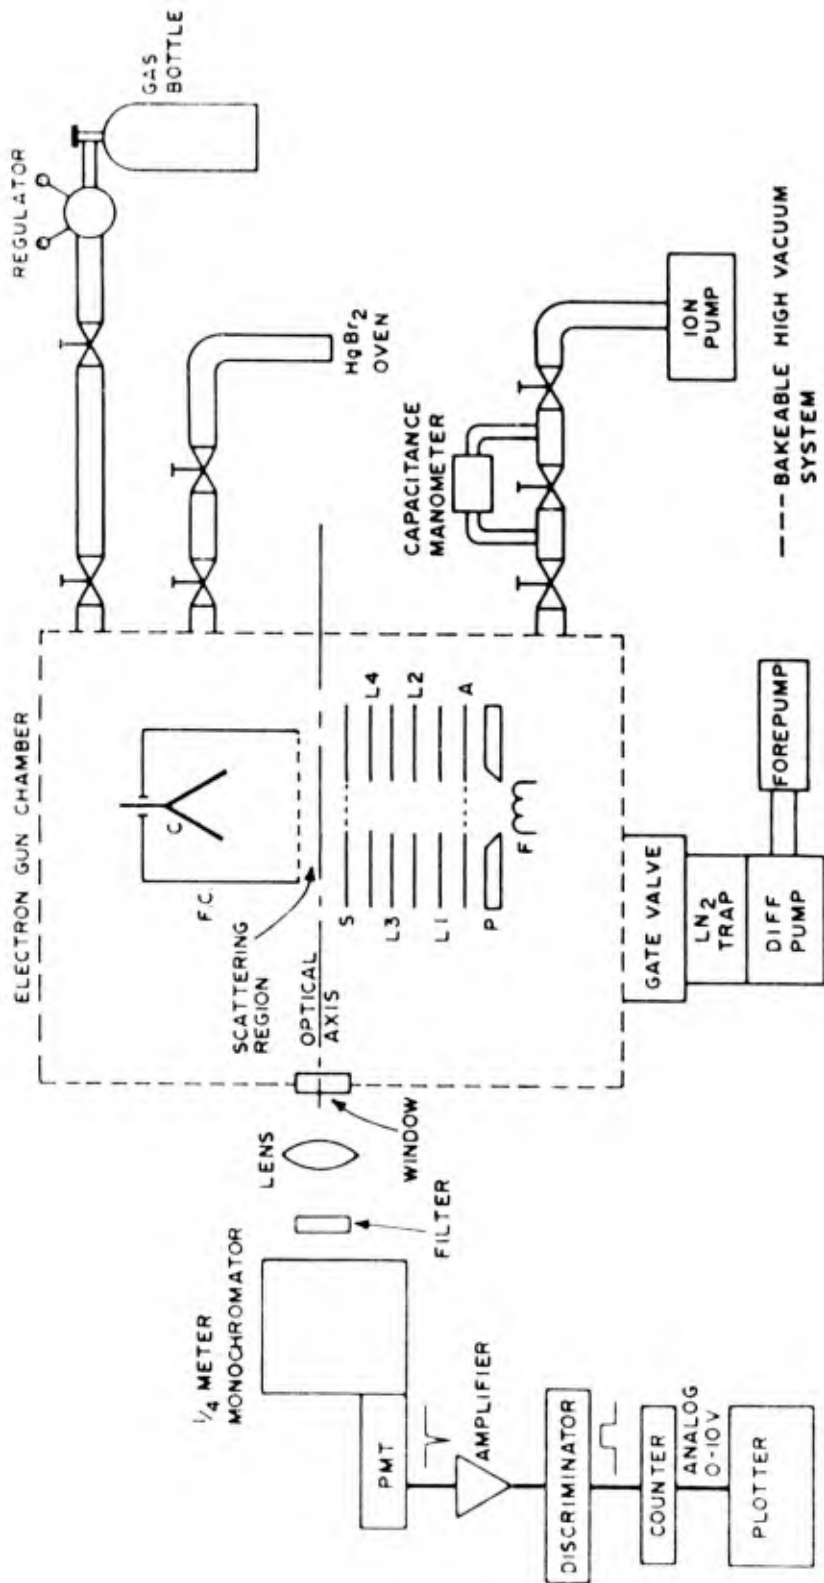 ELECTRON GUN CHAMBER
REGULATOR
GAS
BOTTLE
HgBr2
OVEN
F.C.
C
SCATTERING
REGION
OPTICAL
AXIS
S
L4
L3
L2
L1
A
P
F
CAPACITANCE
MANOMETER
ION
PUMP
1/4 METER
MONOCHROMATOR
LENS
FILTER
WINDOW
PMT
AMPLIFIER
DISCRIMINATOR
COUNTER
ANALOG
0-10V
PLOTTER
GATE VALVE
LN2
TRAP
DIFF
PUMP
FOREPUMP
--- BAKEABLE HIGH VACUUM
SYSTEM